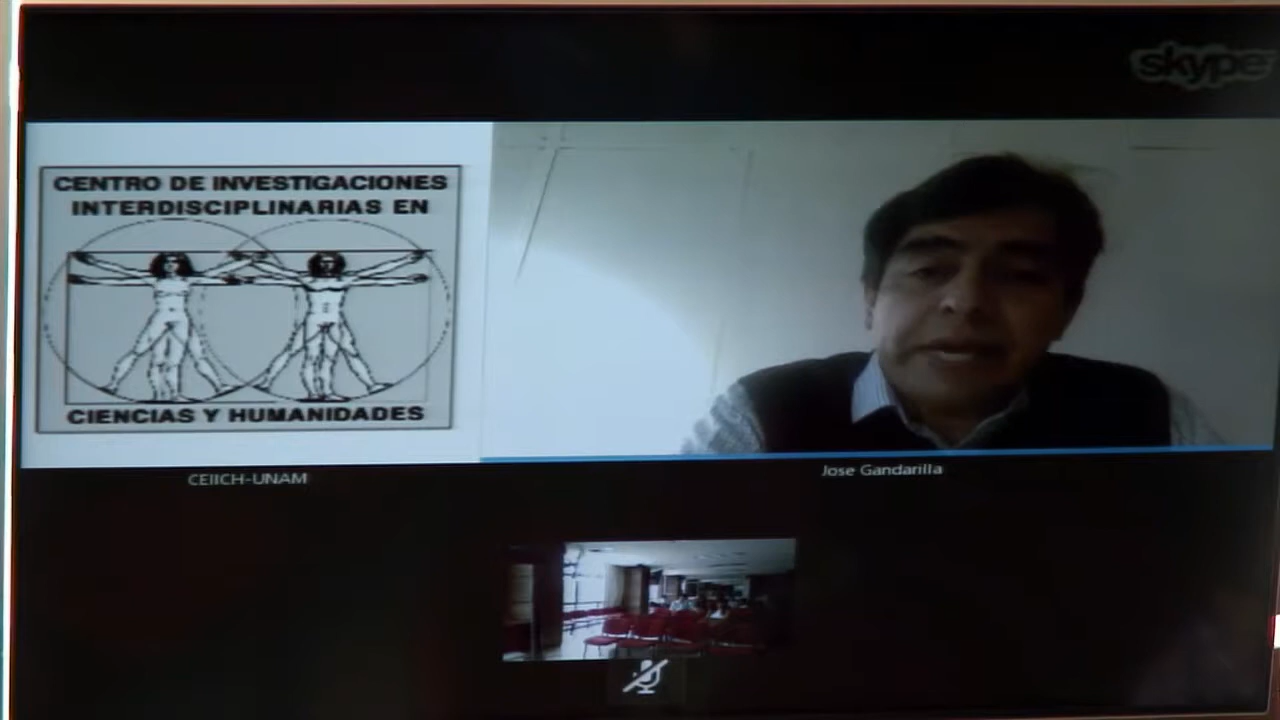 skype
CENTRO DE INVESTIGACIONES
INTERDISCIPLINARIAS EN
CIENCIAS Y HUMANIDADES
CEIICH-UNAM
Jose Gandarilla